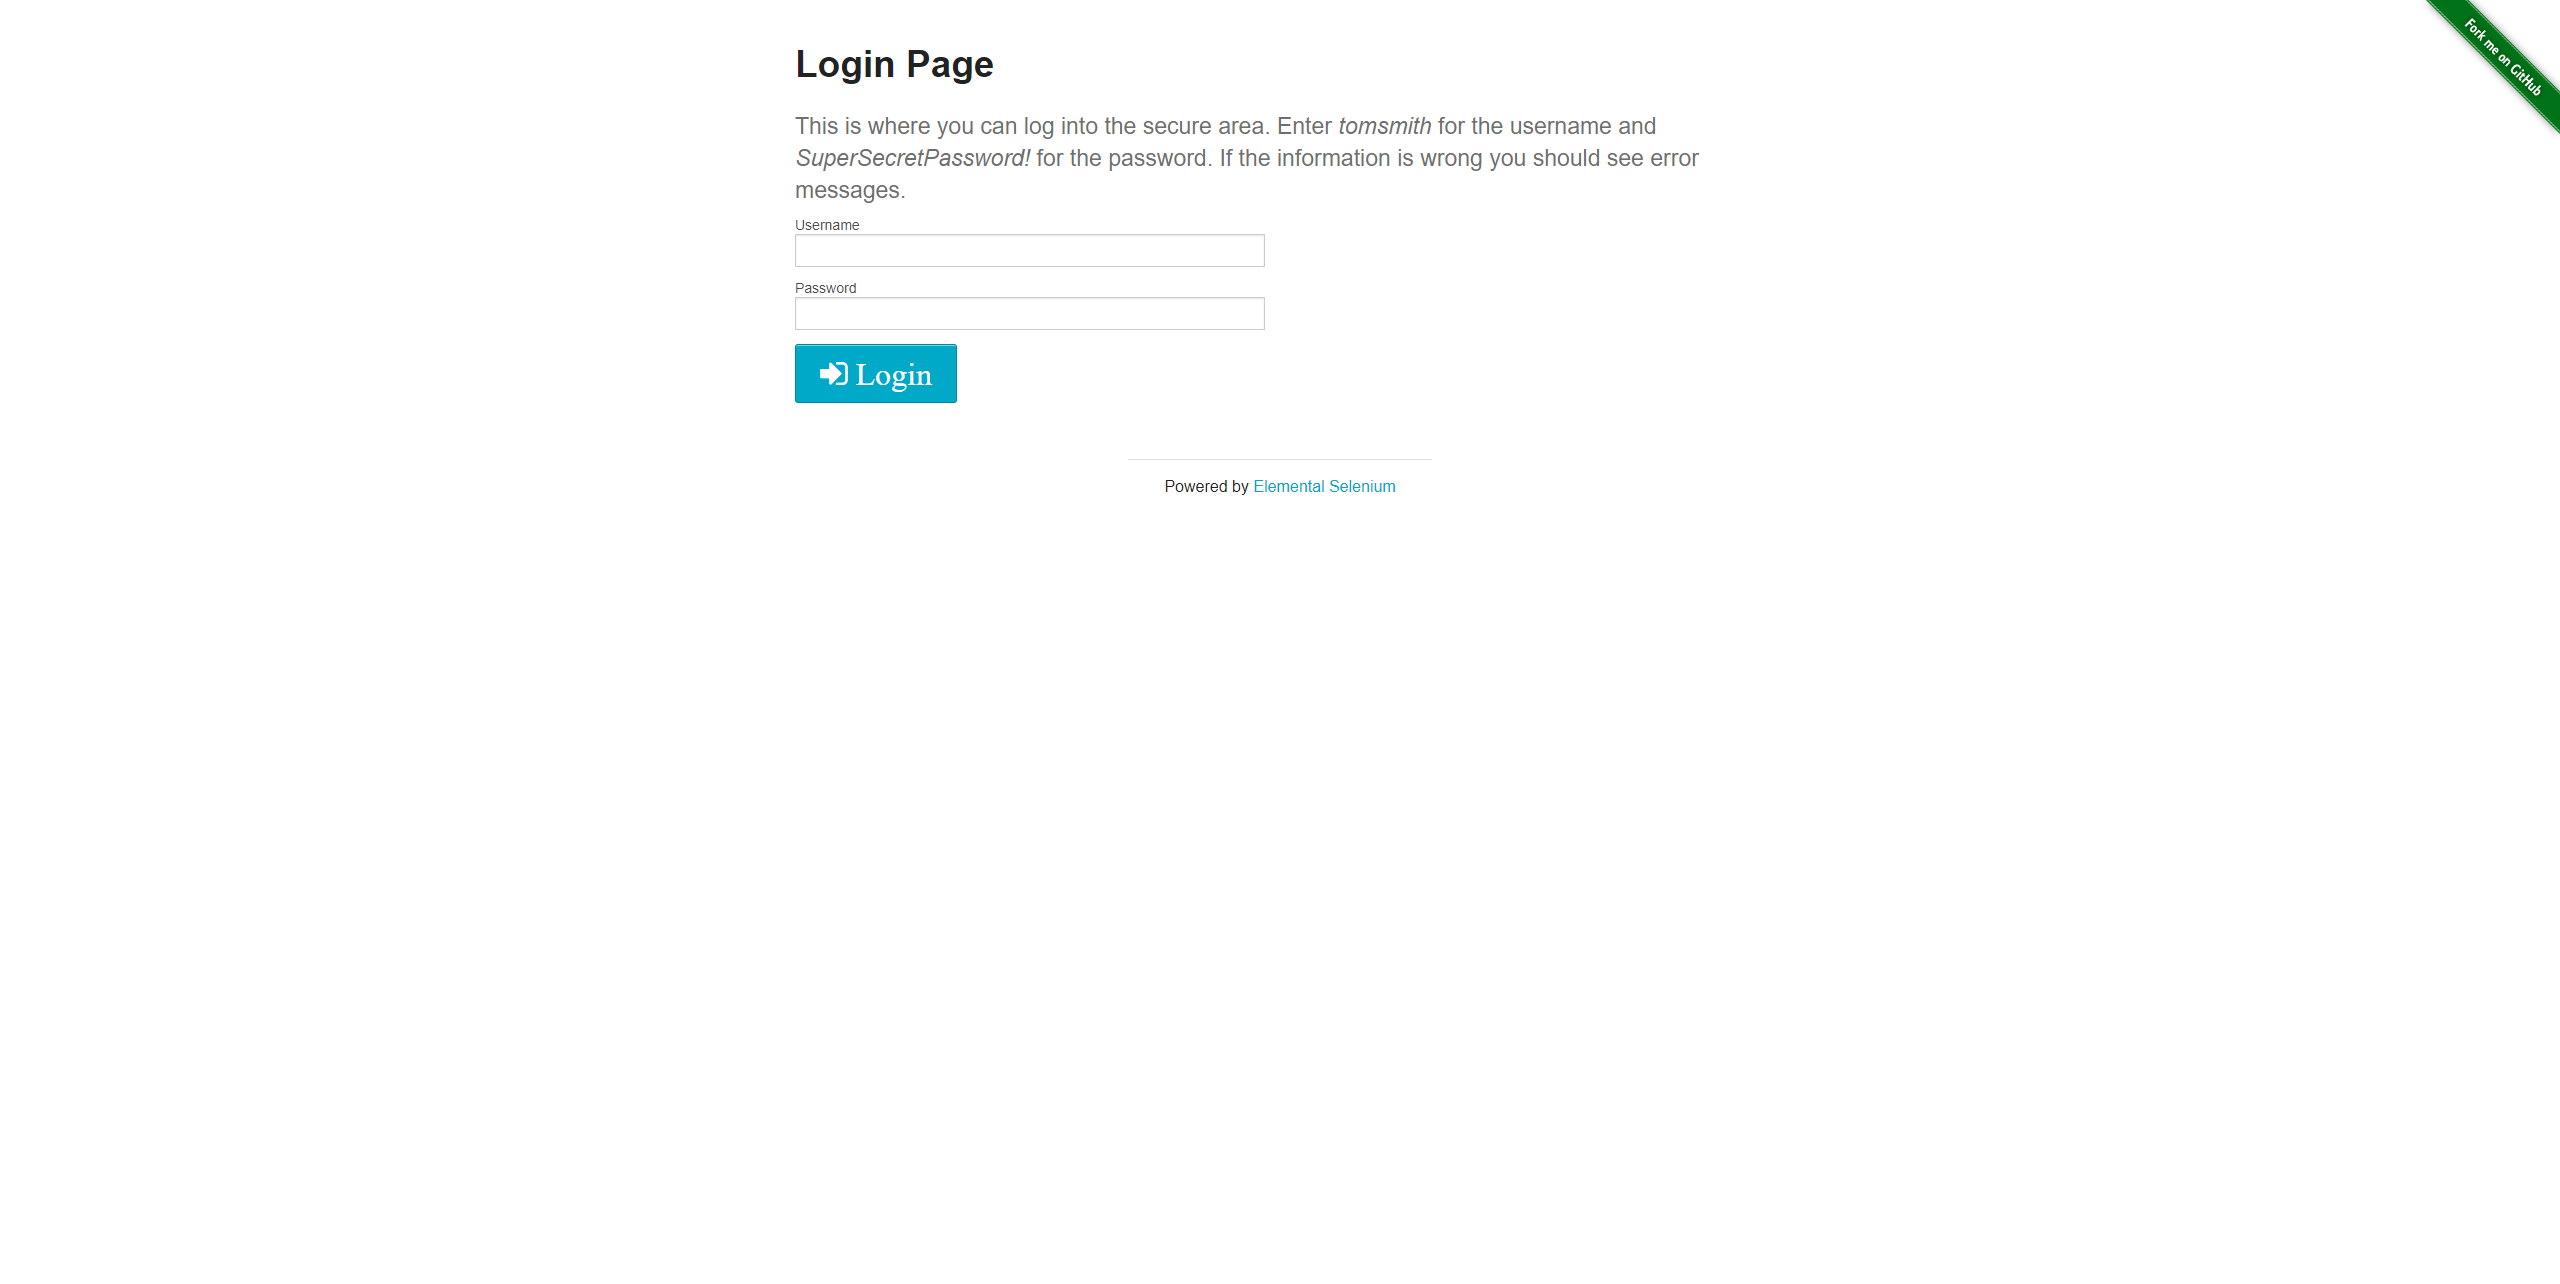 Fork me on GitHub
Login Page
This is where you can log into the secure area. Enter tomsmith for the username and
SuperSecretPassword! for the password. If the information is wrong you should see error
messages.
Username
Password
Login
Powered by Elemental Selenium